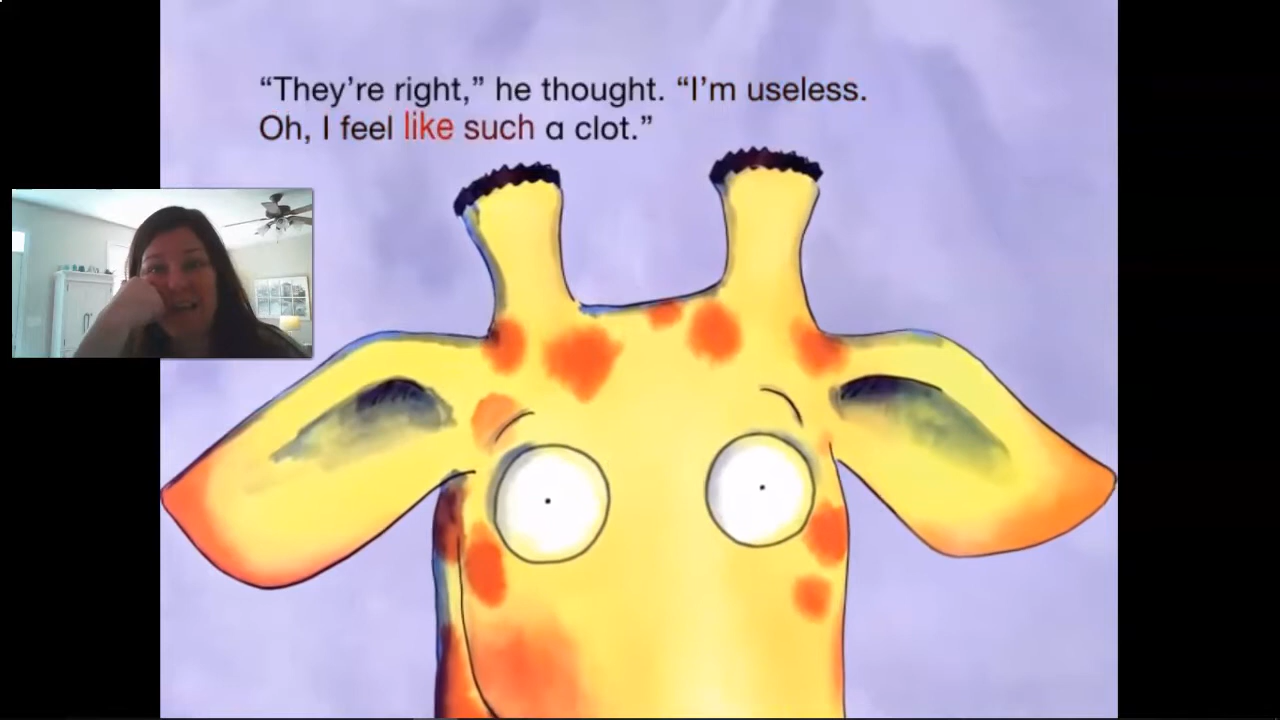 “They’re right,” he thought. “I’m useless.
Oh, I feel like such a clot.”